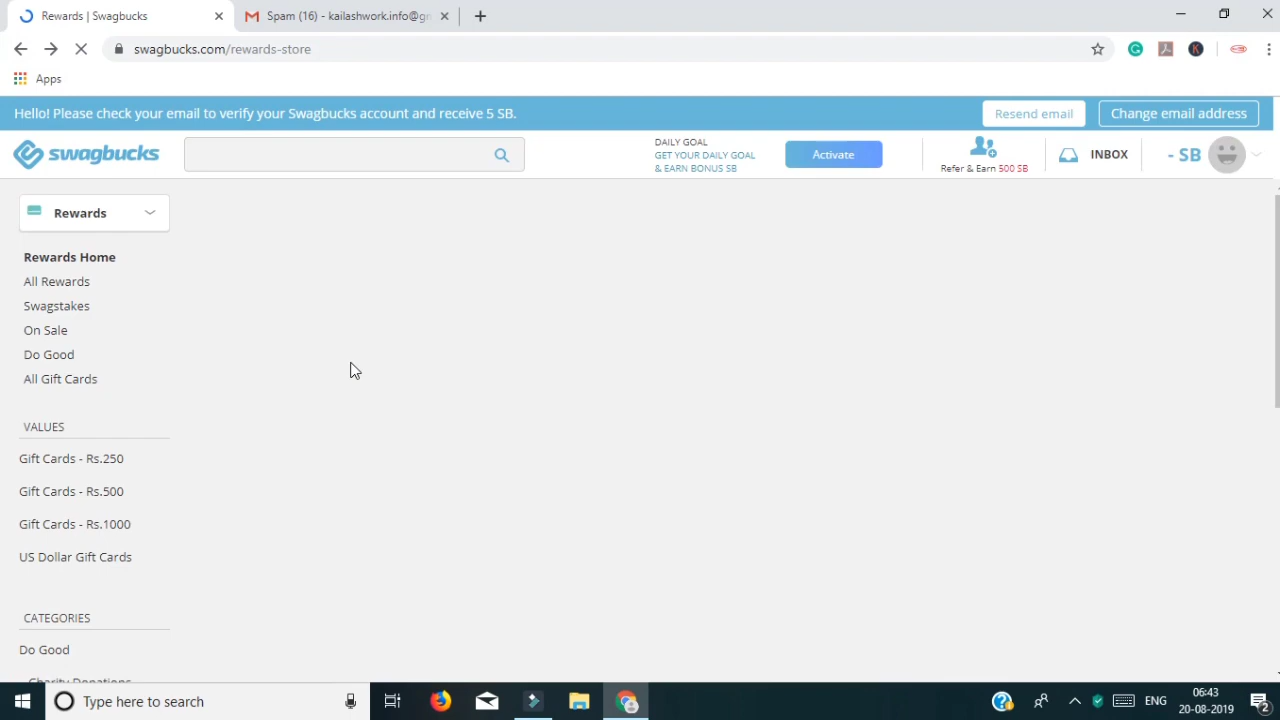 Rewards | Swagbucks
Spam (16) - kailashwork.info@gn
swagbucks.com/rewards-store
Apps
Hello! Please check your email to verify your Swagbucks account and receive 5 SB.
Resend email
Change email address
swagbucks
DAILY GOAL
GET YOUR DAILY GOAL
& EARN BONUS SB
Activate
Refer & Earn 500 SB
INBOX
- SB
Rewards
Rewards Home
All Rewards
Swagstakes
On Sale
Do Good
All Gift Cards
VALUES
Gift Cards - Rs.250
Gift Cards - Rs.500
Gift Cards - Rs.1000
US Dollar Gift Cards
CATEGORIES
Do Good
Charity Donations
Type here to search
ENG
06:43
20-08-2019
2